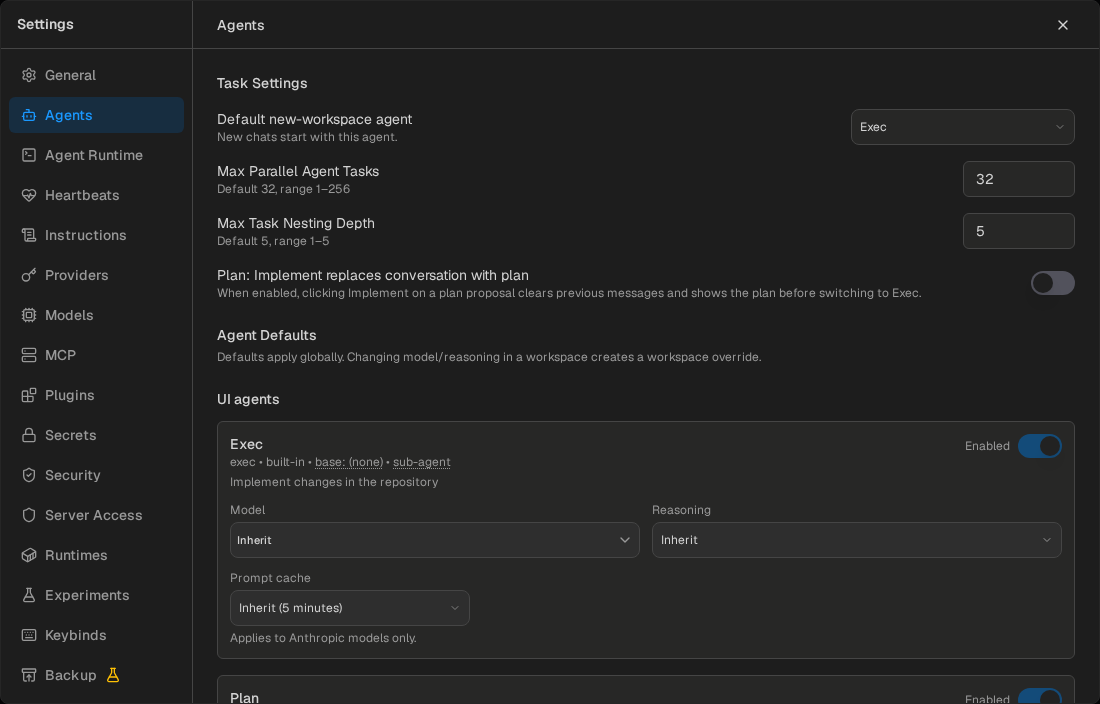 Settings
General
Agents
Agent Runtime
Heartbeats
Instructions
Providers
Models
MCP
Plugins
Secrets
Security
Server Access
Runtimes
Experiments
Keybinds
Backup
Agents
Task Settings
Default new-workspace agent
New chats start with this agent.
Exec
Max Parallel Agent Tasks
Default 32, range 1–256
32
Max Task Nesting Depth
Default 5, range 1–5
5
Plan: Implement replaces conversation with plan
When enabled, clicking Implement on a plan proposal clears previous messages and shows the plan before switching to Exec.
Agent Defaults
Defaults apply globally. Changing model/reasoning in a workspace creates a workspace override.
UI agents
Exec
exec • built-in • base: (none) • sub-agent
Implement changes in the repository
Enabled
Model
Inherit
Reasoning
Inherit
Prompt cache
Inherit (5 minutes)
Applies to Anthropic models only.
Plan
Enabled